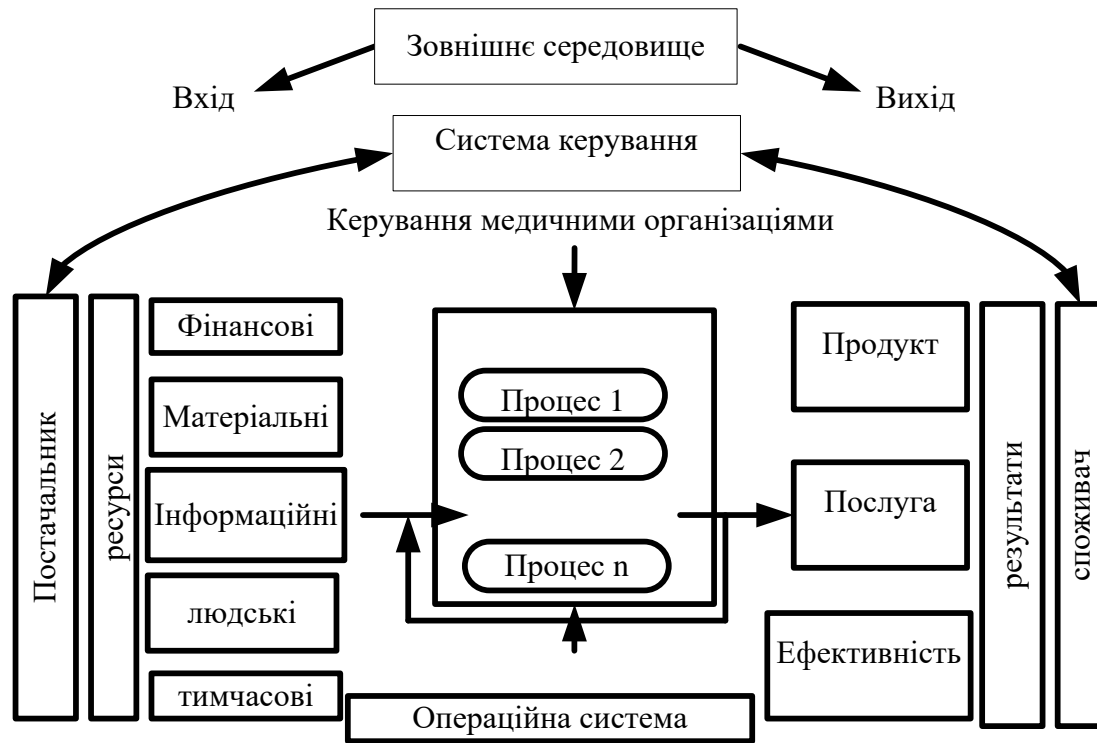 Зовнішнє середовище
Вхід
Вихід
Система керування
Керування медичними організаціями
Постачальник
ресурси
Фінансові
Матеріальні
Інформаційні
людські
тимчасові
Процес 1
Процес 2
Процес n
Операційна система
Продукт
Послуга
Ефективність
результати
споживач